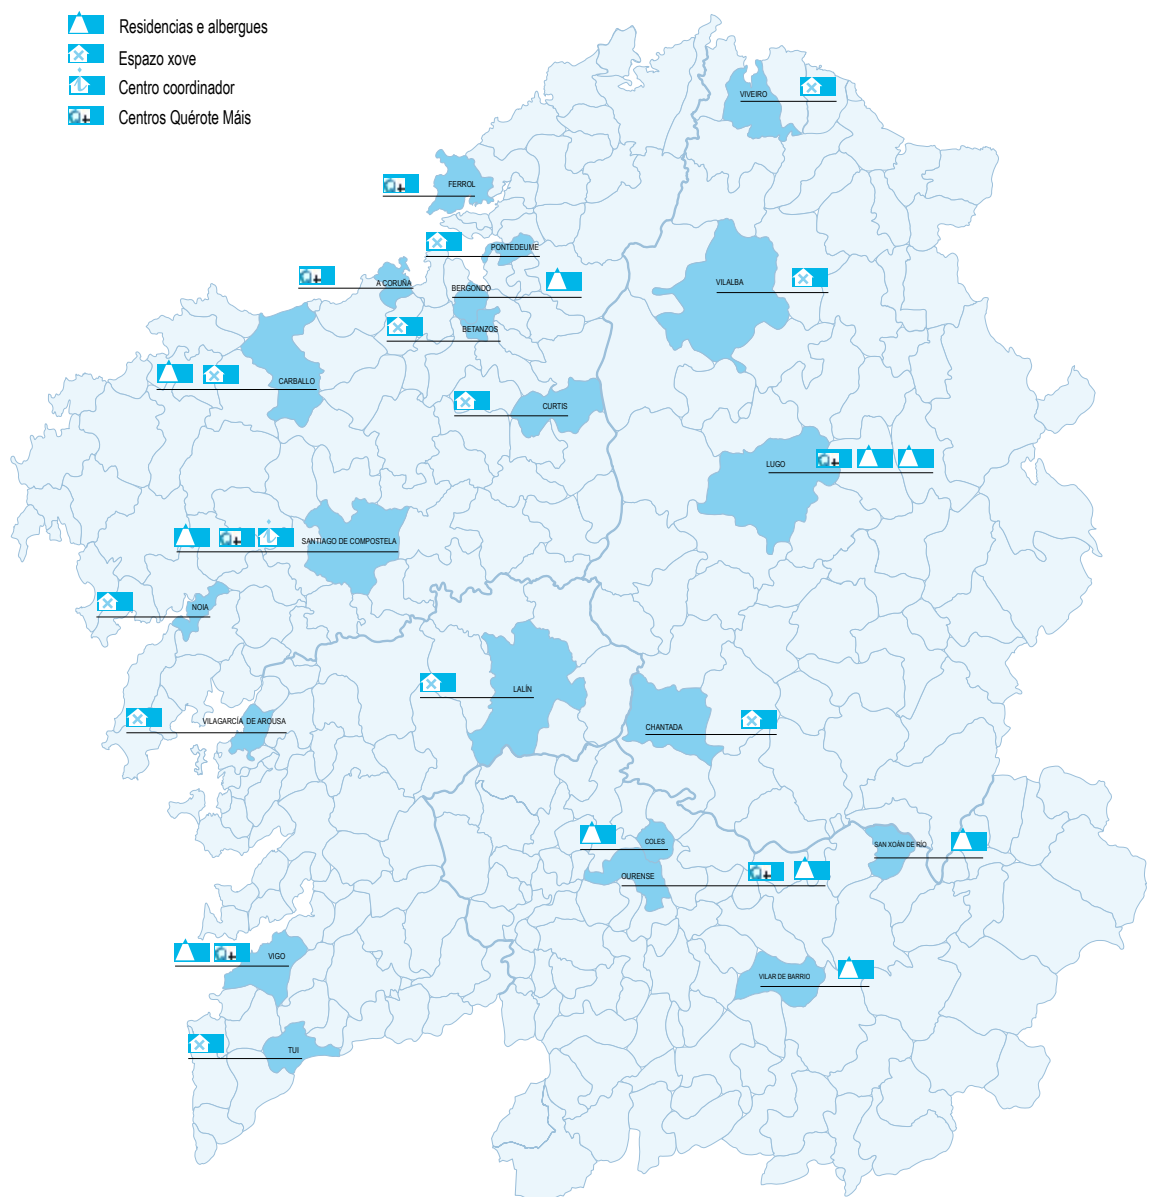 Residencias e albergues
Espazo xove
Centro coordinador
Q+ Centros Quérote Máis
VIVEIRO
Q+ FERROL
PONTEDEUME
Q+ A CORUÑA
VILALBA
BERGONDO
BETANZOS
CARBALLO
CURTIS
LUGO Q+
Q+ SANTIAGO DE COMPOSTELA
NOIA
LALÍN
VILAGARCÍA DE AROUSA
CHANTADA
COLES
SAN XOÁN DE RÍO
OURENSE Q+
Q+ VIGO
VILAR DE BARRIO
TUI